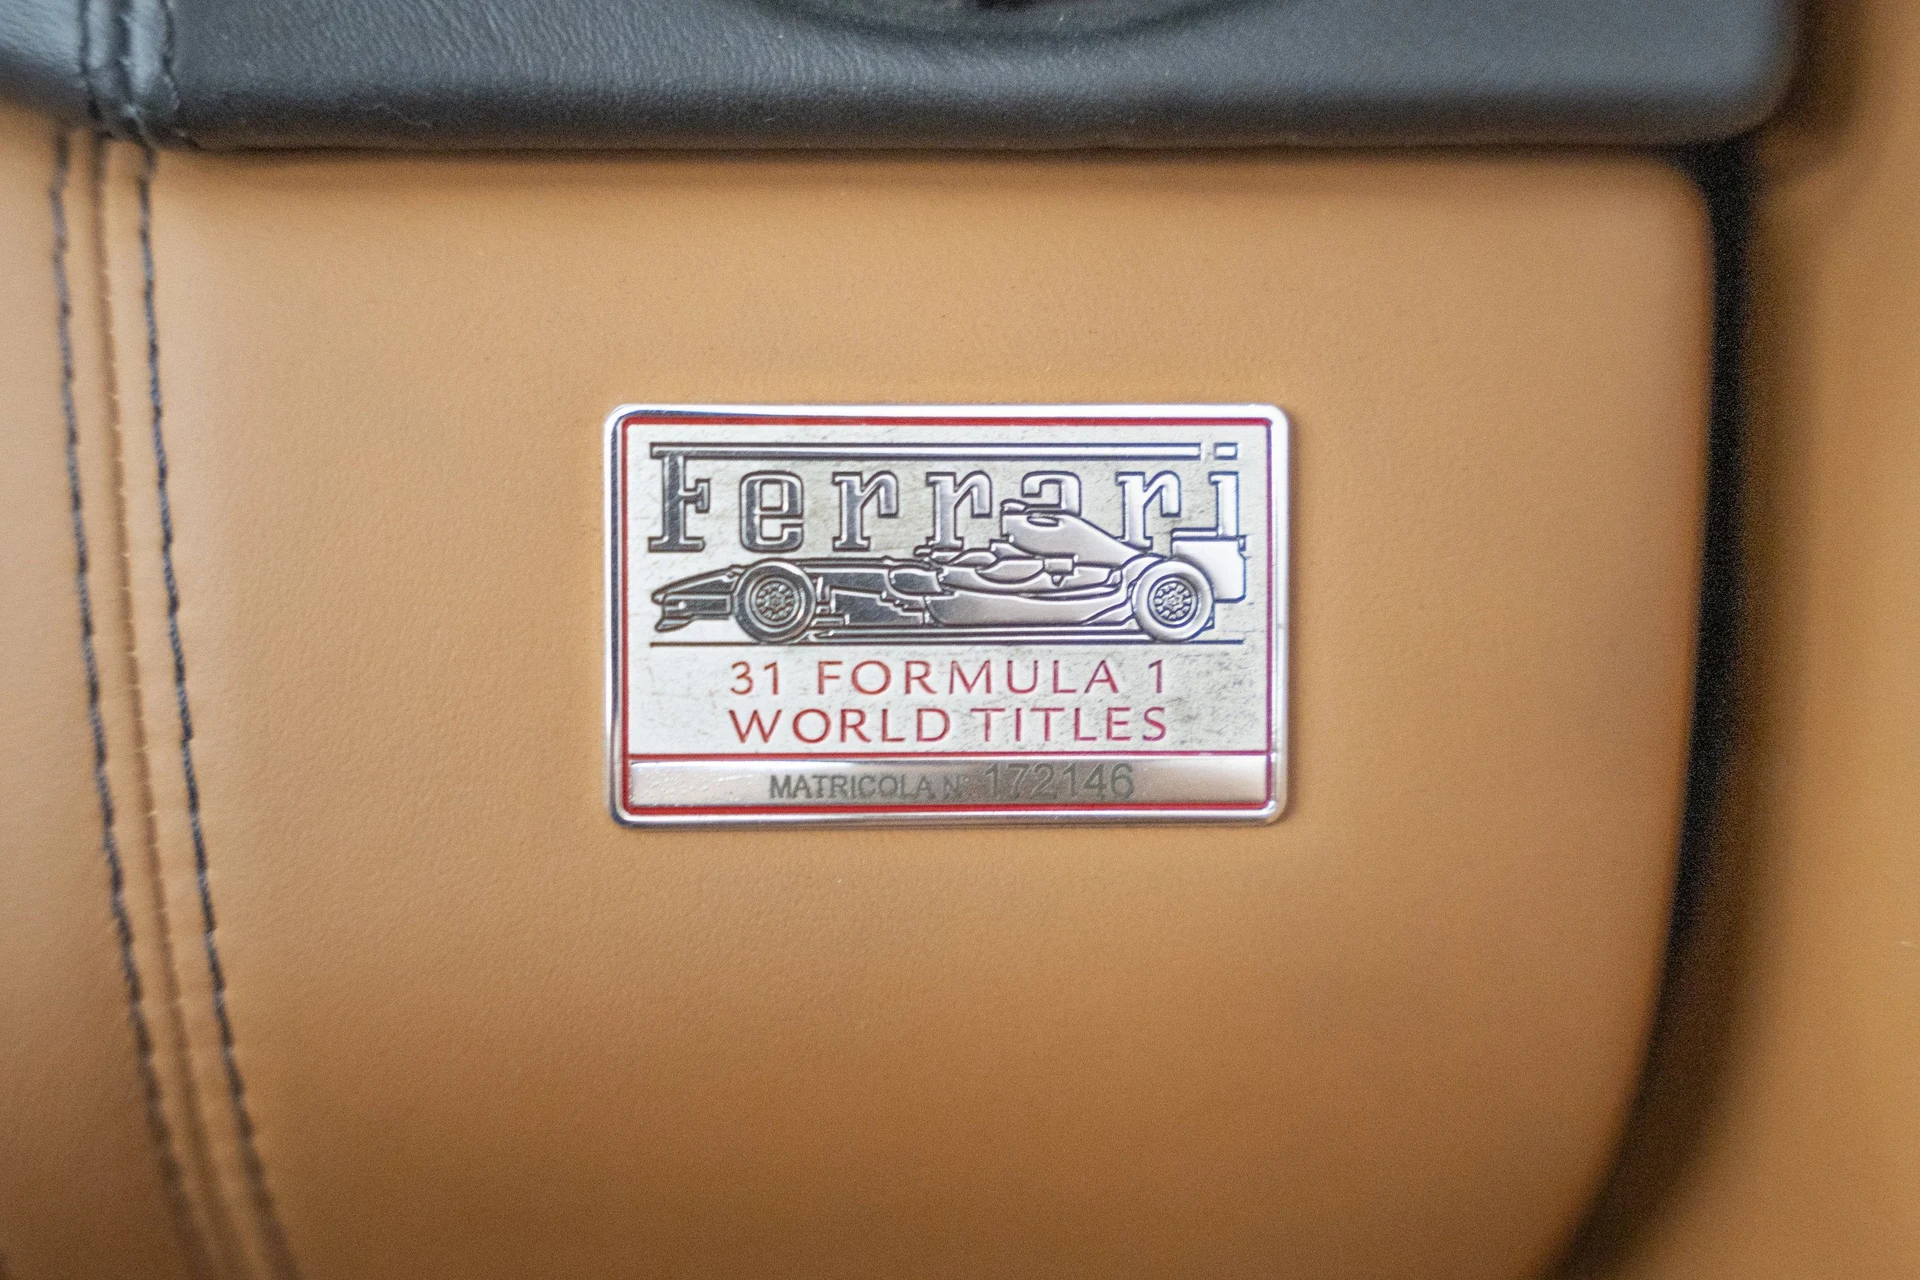 Ferrari
31 FORMULA 1
WORLD TITLES
MATRICOLA N° 172146